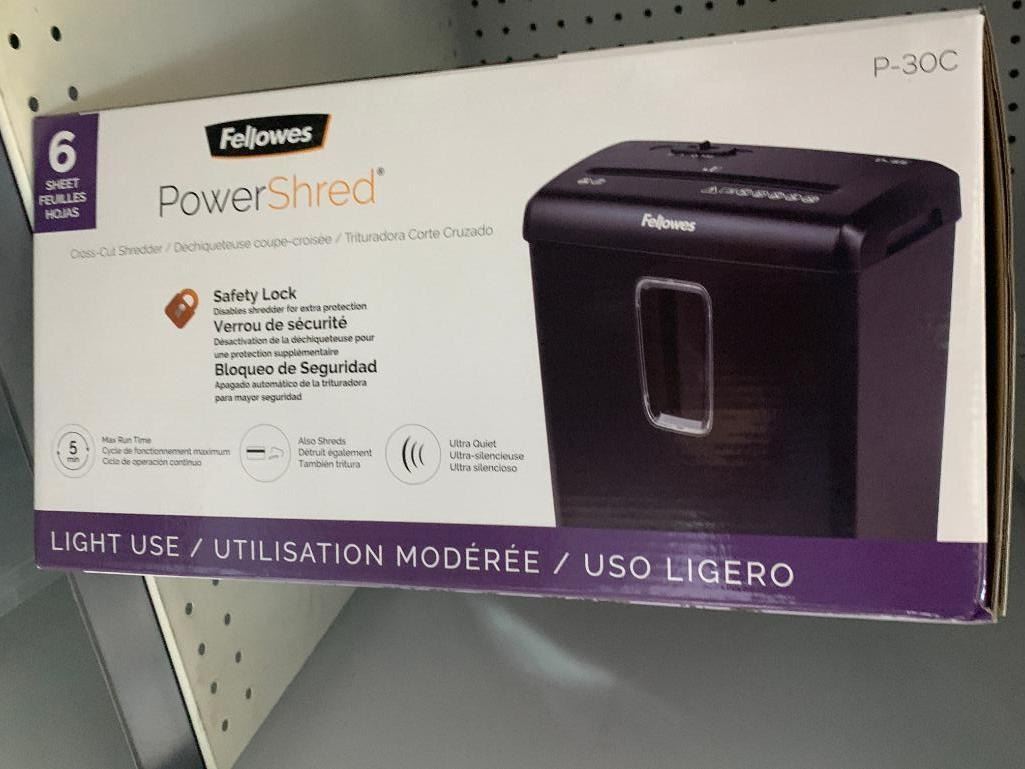 P-30C
6
SHEET
FEUILLES
HOJAS
Fellowes
PowerShred®
Cross-Cut Shredder / Déchiqueteuse coupe-croisée / Trituradora Corte Cruzado
Fellowes
Safety Lock
Disables shredder for extra protection
Verrou de sécurité
Désactivation de la déchiqueteuse pour
une protection supplémentaire
Bloqueo de Seguridad
Apagado automático de la trituradora
para mayor seguridad
5
min
Max Run Time
Cycle de fonctionnement maximum
Ciclo de operación continuo
Also Shreds
Détruit également
También tritura
Ultra Quiet
Ultra-silencieuse
Ultra silencioso
LIGHT USE / UTILISATION MODÉRÉE / USO LIGERO